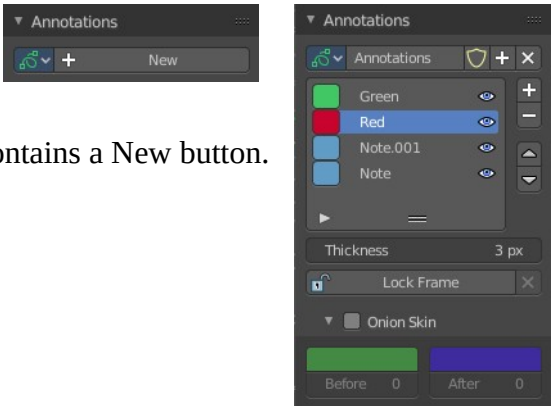 Annotations
New
ontains a New button.
Annotations
Annotations
Green
Red
Note.001
Note
Thickness 3 px
Lock Frame
Onion Skin
Before 0 After 0